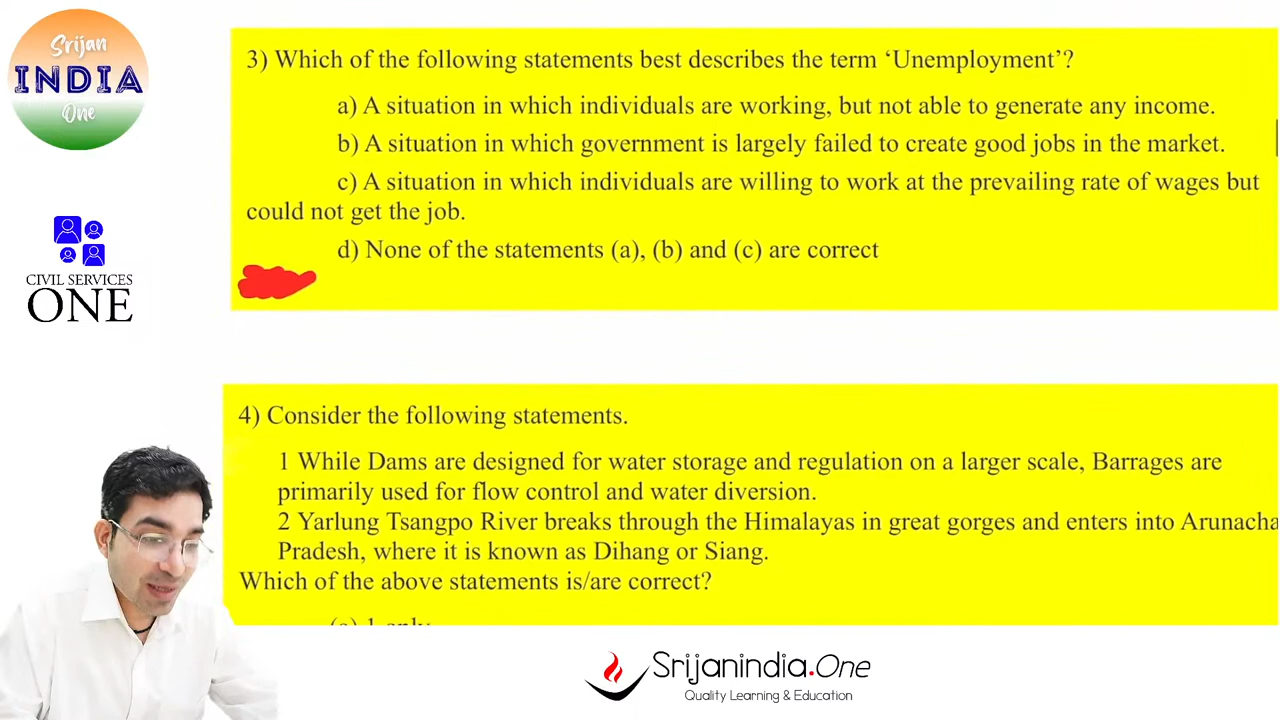 Srijan
INDIA
One
CIVIL SERVICES
ONE
3) Which of the following statements best describes the term ‘Unemployment’?
a) A situation in which individuals are working, but not able to generate any income.
b) A situation in which government is largely failed to create good jobs in the market.
c) A situation in which individuals are willing to work at the prevailing rate of wages but
could not get the job.
d) None of the statements (a), (b) and (c) are correct
4) Consider the following statements.
1 While Dams are designed for water storage and regulation on a larger scale, Barrages are
primarily used for flow control and water diversion.
2 Yarlung Tsangpo River breaks through the Himalayas in great gorges and enters into Arunacha
Pradesh, where it is known as Dihang or Siang.
Which of the above statements is/are correct?
(a) 1 only
Srijanindia.One
Quality Learning & Education